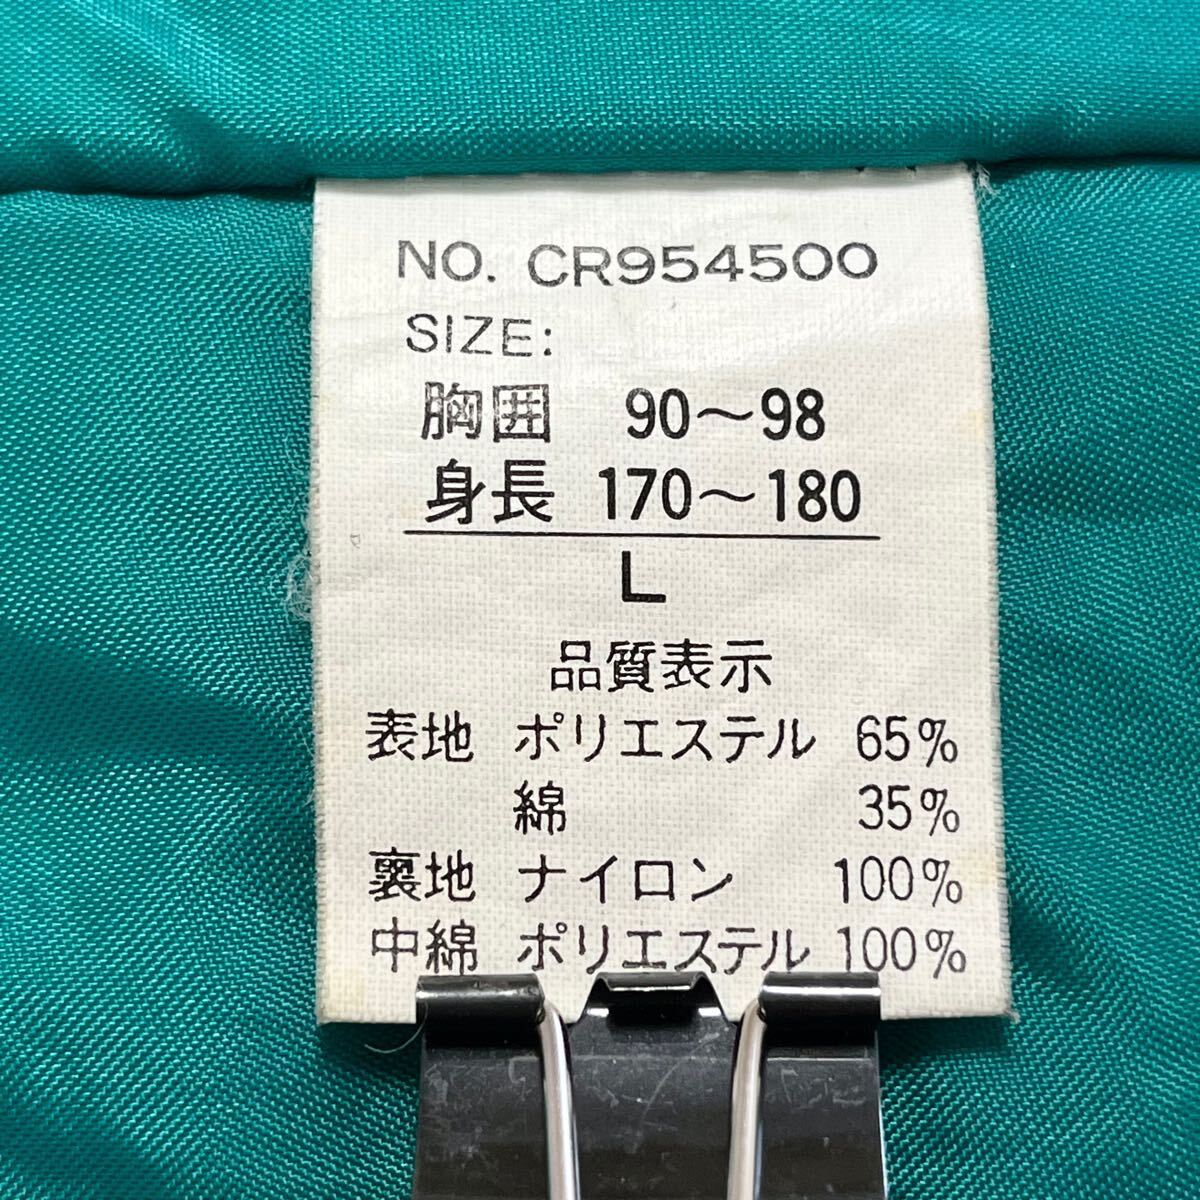 NO. CR954500
SIZE:
胸囲 90～98
身長 170～180
L
品質表示
表地 ポリエステル 65%
綿 35%
裏地 ナイロン 100%
中綿 ポリエステル 100%